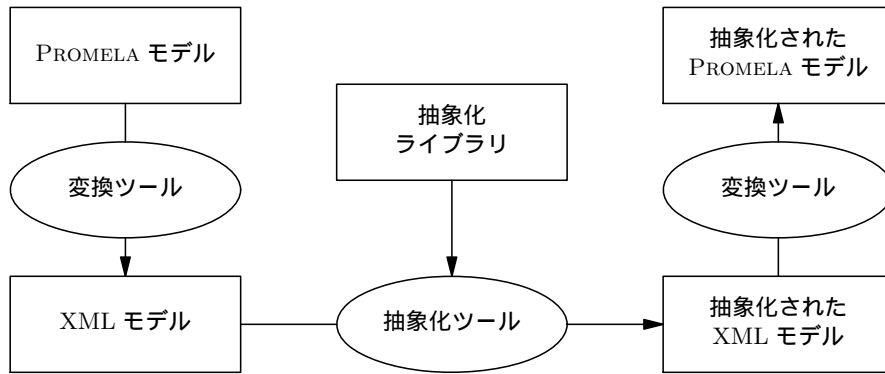 PROMELA モデル
変換ツール
XML モデル
抽象化
ライブラリ
抽象化ツール
抽象化された
PROMELA モデル
変換ツール
抽象化された
XML モデル